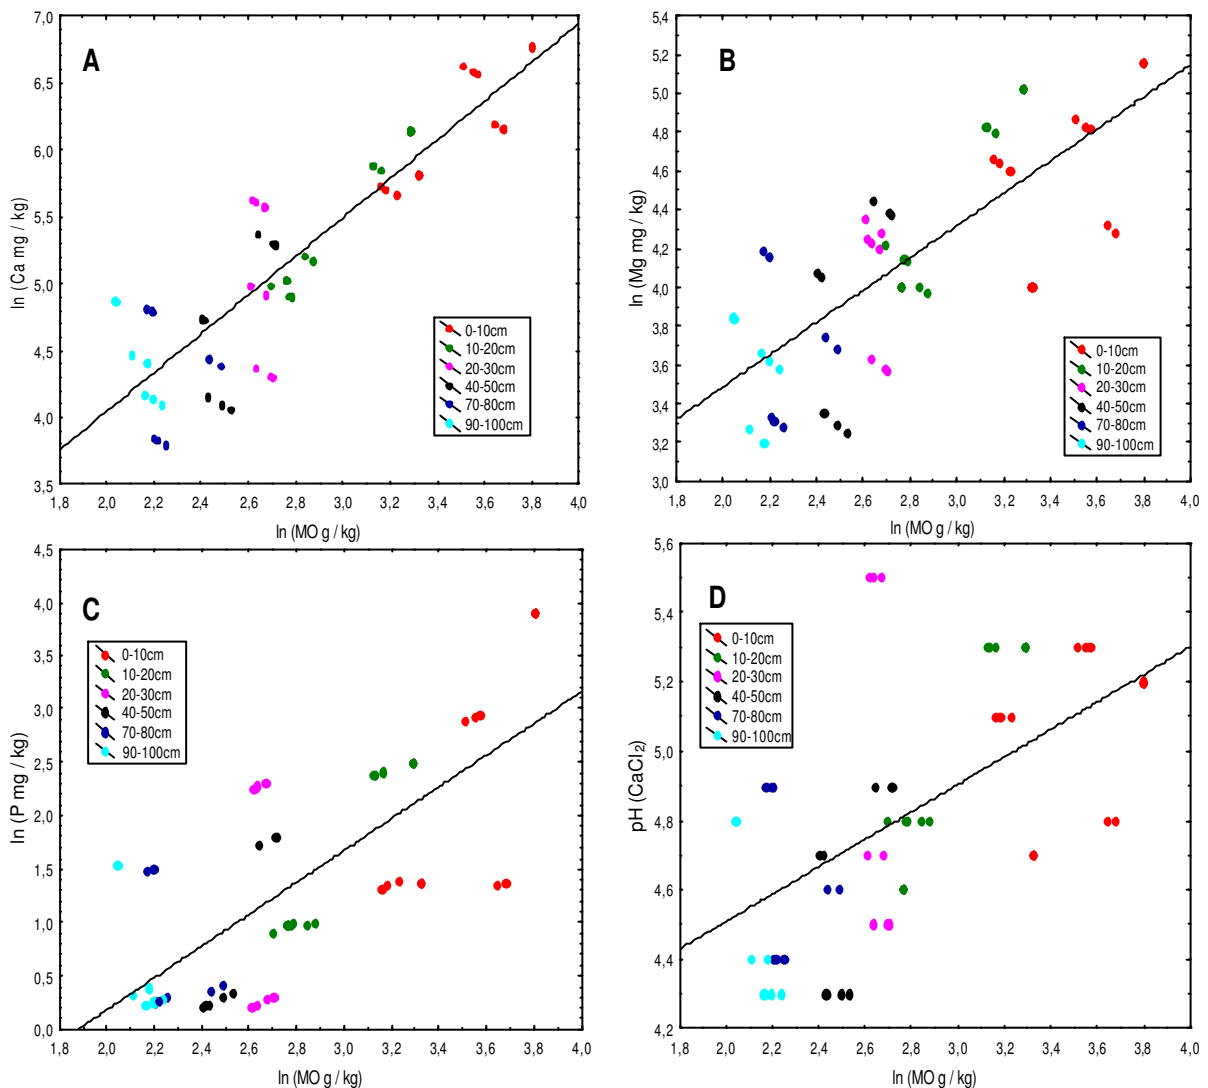 A
7,0
6,5
6,0
5,5
5,0
4,5
4,0
3,5
ln (Ca mg / kg)
0-10cm
10-20cm
20-30cm
40-50cm
70-80cm
90-100cm
1,8 2,2 2,6 3,0 3,4 3,8
2,0 2,4 2,8 3,2 3,6 4,0
ln (MO g / kg)
B
5,4
5,2
5,0
4,8
4,6
4,4
4,2
4,0
3,8
3,6
3,4
3,2
3,0
ln (Mg mg / kg)
0-10cm
10-20cm
20-30cm
40-50cm
70-80cm
90-100cm
1,8 2,2 2,6 3,0 3,4 3,8
2,0 2,4 2,8 3,2 3,6 4,0
ln (MO g / kg)
C
4,5
4,0
3,5
3,0
2,5
2,0
1,5
1,0
0,5
0,0
ln (P mg / kg)
0-10cm
10-20cm
20-30cm
40-50cm
70-80cm
90-100cm
1,8 2,2 2,6 3,0 3,4 3,8
2,0 2,4 2,8 3,2 3,6 4,0
ln (MO g / kg)
D
5,6
5,4
5,2
5,0
4,8
4,6
4,4
4,2
pH (CaCl₂)
0-10cm
10-20cm
20-30cm
40-50cm
70-80cm
90-100cm
1,8 2,2 2,6 3,0 3,4 3,8
2,0 2,4 2,8 3,2 3,6 4,0
ln (MO g / kg)